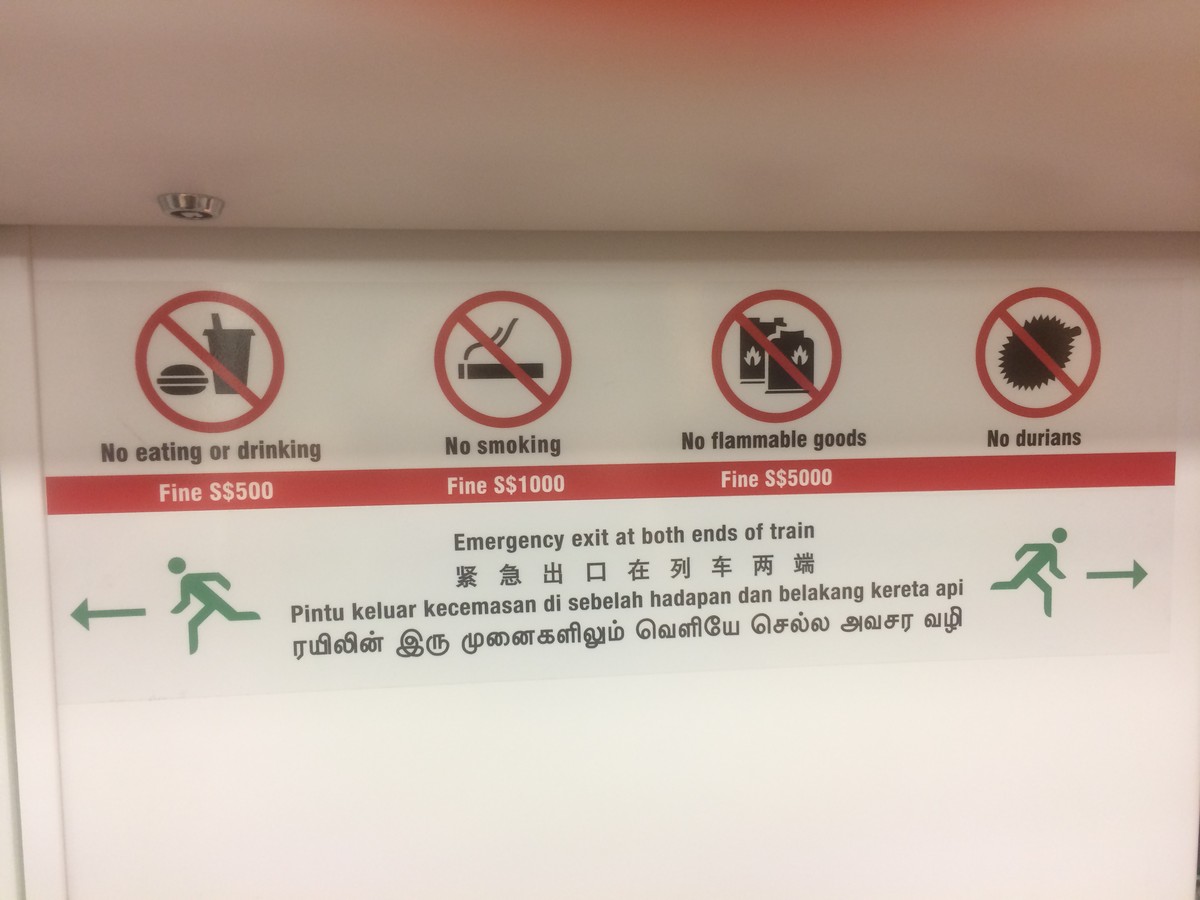 No eating or drinking
No smoking
No flammable goods
No durians
Fine S$500
Fine S$1000
Fine S$5000
Emergency exit at both ends of train
紧急出口在列车两端
Pintu keluar kecemasan di sebelah hadapan dan belakang kereta api
ரயிலின் இரு முனைகளிலும் வெளியே செல்ல அவசர வழி